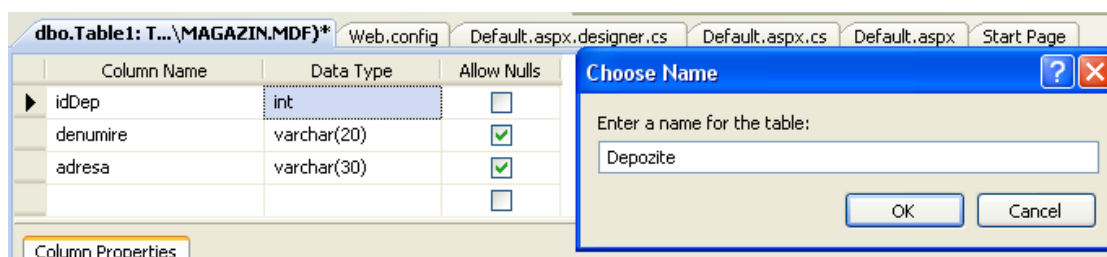 dbo.Table1: T...\MAGAZIN.MDF)* Web.config Default.aspx.designer.cs Default.aspx.cs Default.aspx Start Page
Column Name Data Type Allow Nulls
idDep int
denumire varchar(20)
adresa varchar(30)
Column Properties
Choose Name
Enter a name for the table:
Depozite
OK Cancel